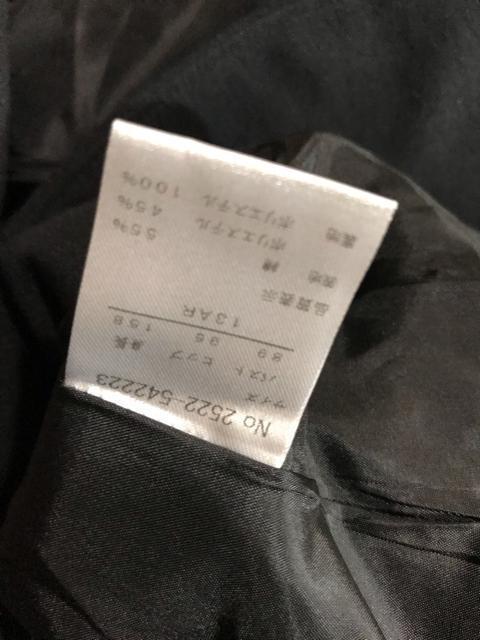 No 2522-542223
サイズ
バスト ヒップ 身長
89 95 158
13AR
品質表示
表地 綿 55%
ポリエステル 45%
裏地 ポリエステル 100%